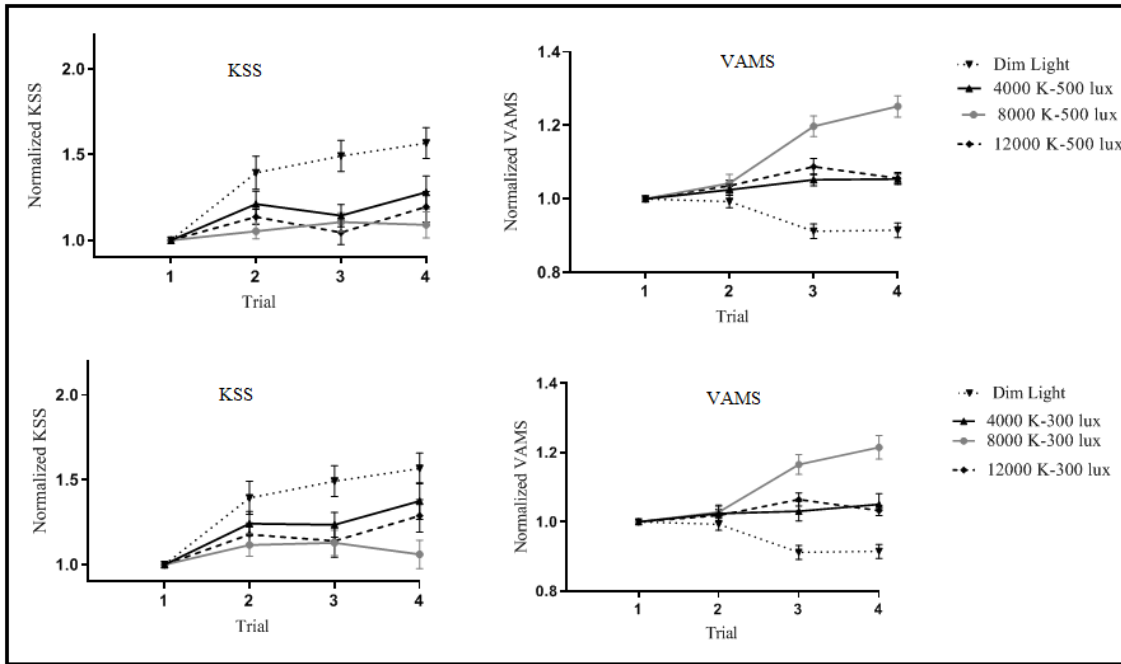 KSS
Normalized KSS
2.0
1.5
1.0
1 2 3 4
Trial
VAMS
Normalized VAMS
1.4
1.2
1.0
0.8
1 2 3 4
Trial
Dim Light
4000 K-500 lux
8000 K-500 lux
12000 K-500 lux
KSS
Normalized KSS
2.0
1.5
1.0
1 2 3 4
Trial
VAMS
Normalized VAMS
1.4
1.2
1.0
0.8
1 2 3 4
Trial
Dim Light
4000 K-300 lux
8000 K-300 lux
12000 K-300 lux